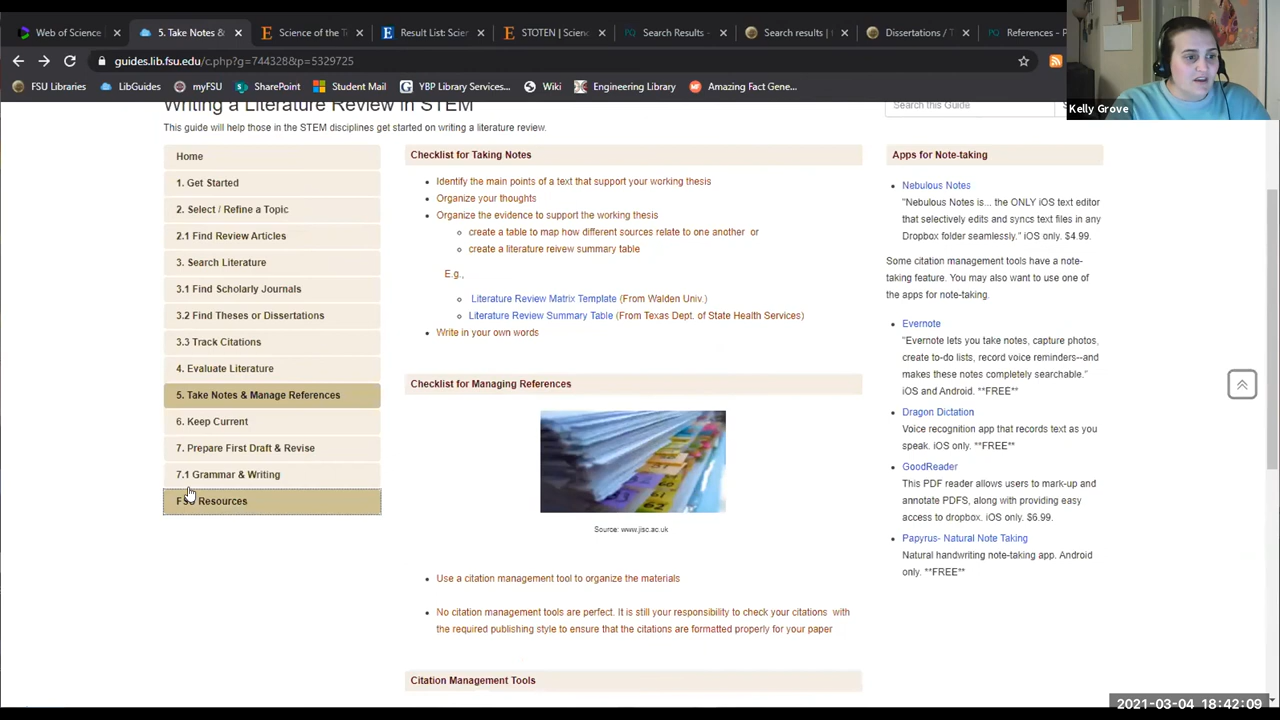 Web of Science
5. Take Notes &
Science of the T
Result List: Scier
STOTEN | Scienc
Search Results -
Search results |
Dissertations / T
References - P
guides.lib.fsu.edu/c.php?g=744328&p=5329725
FSU Libraries
LibGuides
myFSU
SharePoint
Student Mail
YBP Library Services...
Wiki
Engineering Library
Amazing Fact Gene...
Kelly Grove
Writing a Literature Review in STEM
Search this Guide
This guide will help those in the STEM disciplines get started on writing a literature review.
Home
1. Get Started
2. Select / Refine a Topic
2.1 Find Review Articles
3. Search Literature
3.1 Find Scholarly Journals
3.2 Find Theses or Dissertations
3.3 Track Citations
4. Evaluate Literature
5. Take Notes & Manage References
6. Keep Current
7. Prepare First Draft & Revise
7.1 Grammar & Writing
FSU Resources
Checklist for Taking Notes
Identify the main points of a text that support your working thesis
Organize your thoughts
Organize the evidence to support the working thesis
create a table to map how different sources relate to one another or
create a literature reivew summary table
E.g.,
Literature Review Matrix Template (From Walden Univ.)
Literature Review Summary Table (From Texas Dept. of State Health Services)
Write in your own words
Checklist for Managing References
Source: www.jisc.ac.uk
Use a citation management tool to organize the materials
No citation management tools are perfect. It is still your responsibility to check your citations with
the required publishing style to ensure that the citations are formatted properly for your paper
Citation Management Tools
Apps for Note-taking
Nebulous Notes
"Nebulous Notes is... the ONLY iOS text editor
that selectively edits and syncs text files in any
Dropbox folder seamlessly." iOS only. $4.99.
Some citation management tools have a note-
taking feature. You may also want to use one of
the apps for note-taking.
Evernote
"Evernote lets you take notes, capture photos,
create to-do lists, record voice reminders--and
makes these notes completely searchable."
iOS and Android. **FREE**
Dragon Dictation
Voice recognition app that records text as you
speak. iOS only. **FREE**
GoodReader
This PDF reader allows users to mark-up and
annotate PDFS, along with providing easy
access to dropbox. iOS only. $6.99.
Papyrus- Natural Note Taking
Natural handwriting note-taking app. Android
only. **FREE**
2021-03-04 18:42:09